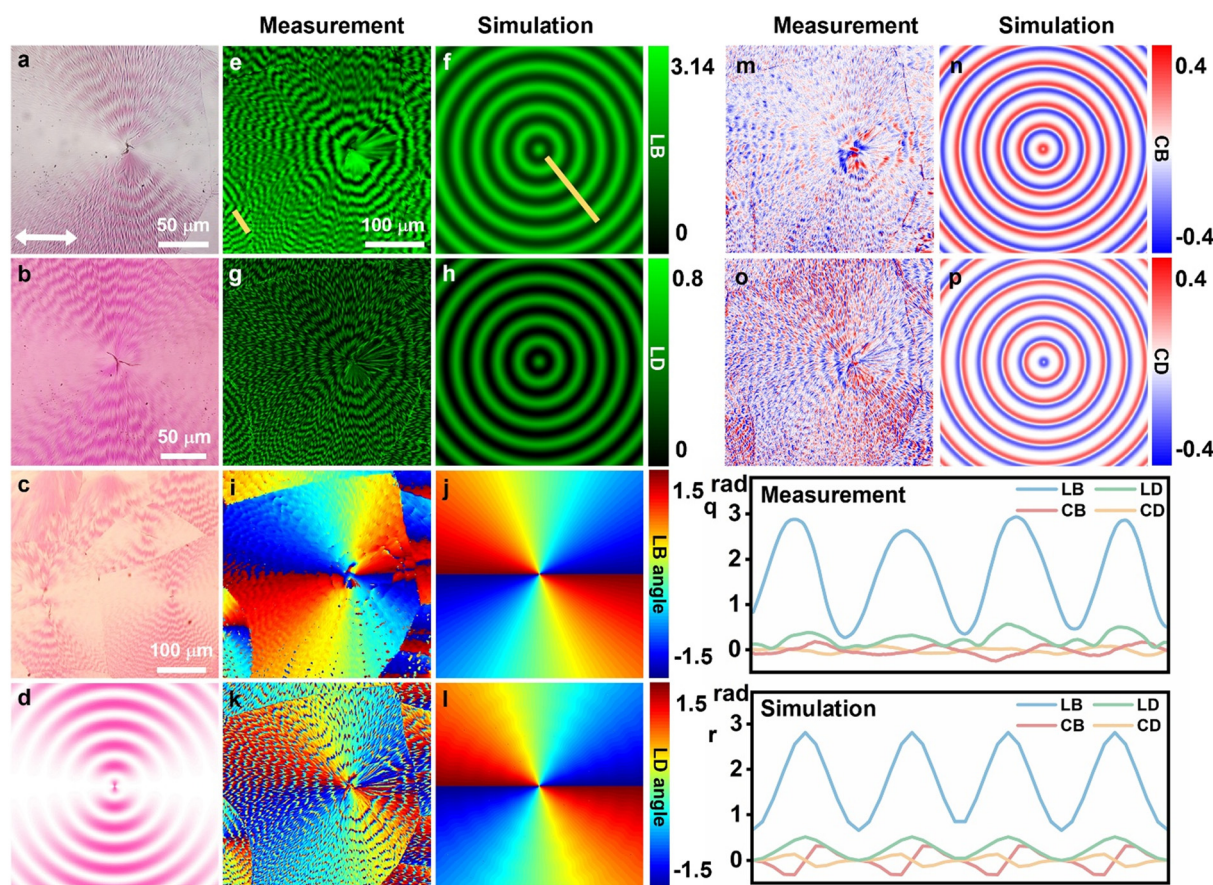 Measurement Simulation Measurement Simulation
a e f 3.14 m n 0.4
LB CB
50 μm 100 μm 0 -0.4
b g h 0.8 o p 0.4
LD CD
50 μm 0 -0.4
c i j 1.5 rad q Measurement LB LD
CB CD
3
LB angle 2
1
100 μm -1.5 0
d k l 1.5 rad r Simulation LB LD
CB CD
3
LD angle 2
1
-1.5 0